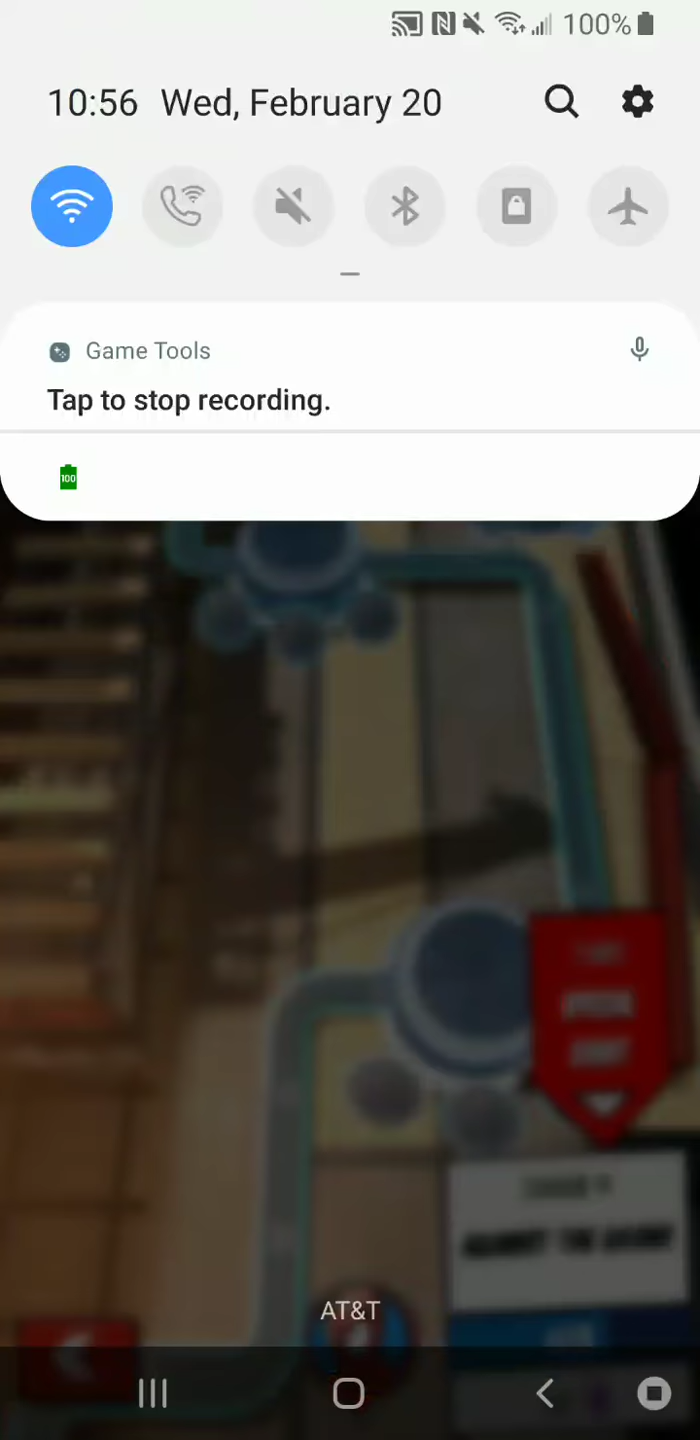 100%
10:56 Wed, February 20
Game Tools
Tap to stop recording.
100
AT&T